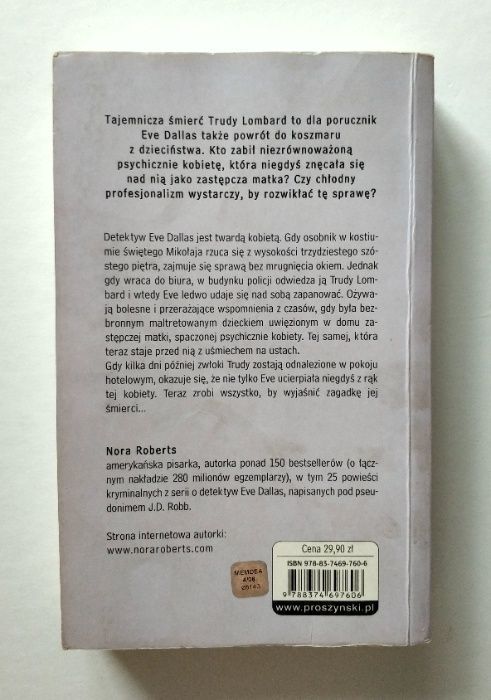 Tajemnicza śmierć Trudy Lombard to dla porucznik
Eve Dallas także powrót do koszmaru
z dzieciństwa. Kto zabił niezrównoważoną
psychicznie kobietę, która niegdyś znęcała się
nad nią jako zastępcza matka? Czy chłodny
profesjonalizm wystarczy, by rozwikłać tę sprawę?
Detektyw Eve Dallas jest twardą kobietą. Gdy osobnik w kostiu-
mie świętego Mikołaja rzuca się z wysokości trzydziestego szó-
stego piętra, zajmuje się sprawą bez mrugnięcia okiem. Jednak
gdy wraca do biura, w budynku policji odwiedza ją Trudy Lom-
bard i wtedy Eve ledwo udaje się nad sobą zapanować. Ożywa-
ją bolesne i przerażające wspomnienia z czasów, gdy była bez-
bronnym maltretowanym dzieckiem uwięzionym w domu za-
stępczej matki, spaczonej psychicznie kobiety. Tej samej, która
teraz staje przed nią z uśmiechem na ustach.
Gdy kilka dni później zwłoki Trudy zostają odnalezione w pokoju
hotelowym, okazuje się, że nie tylko Eve ucierpiała niegdyś z rąk
tej kobiety. Teraz zrobi wszystko, by wyjaśnić zagadkę jej
śmierci...
Nora Roberts
amerykańska pisarka, autorka ponad 150 bestsellerów (o łącz-
nym nakładzie 280 milionów egzemplarzy), w tym 25 powieści
kryminalnych z serii o detektyw Eve Dallas, napisanych pod pseu-
donimem J.D. Robb.
Strona internetowa autorki:
www.noraroberts.com
Cena 29,90 zł
ISBN 978-83-7469-760-6
9 788374 697606
www.proszynski.pl